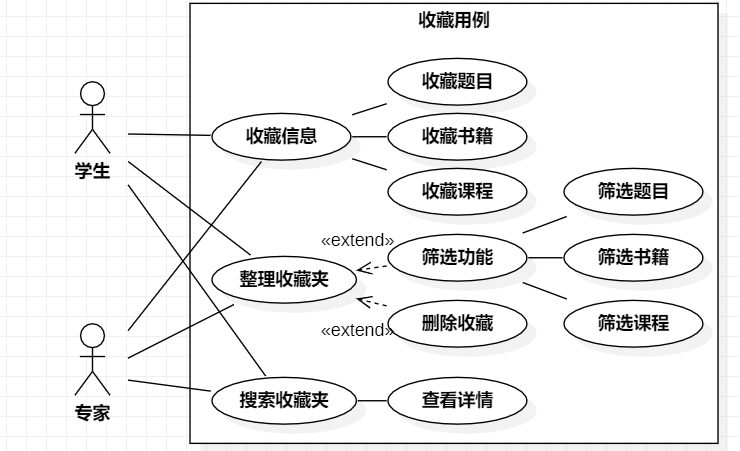 收藏用例
收藏题目
收藏信息
收藏书籍
学生
收藏课程
筛选题目
«extend»
筛选功能
筛选书籍
整理收藏夹
删除收藏
筛选课程
«extend»
专家
搜索收藏夹
查看详情